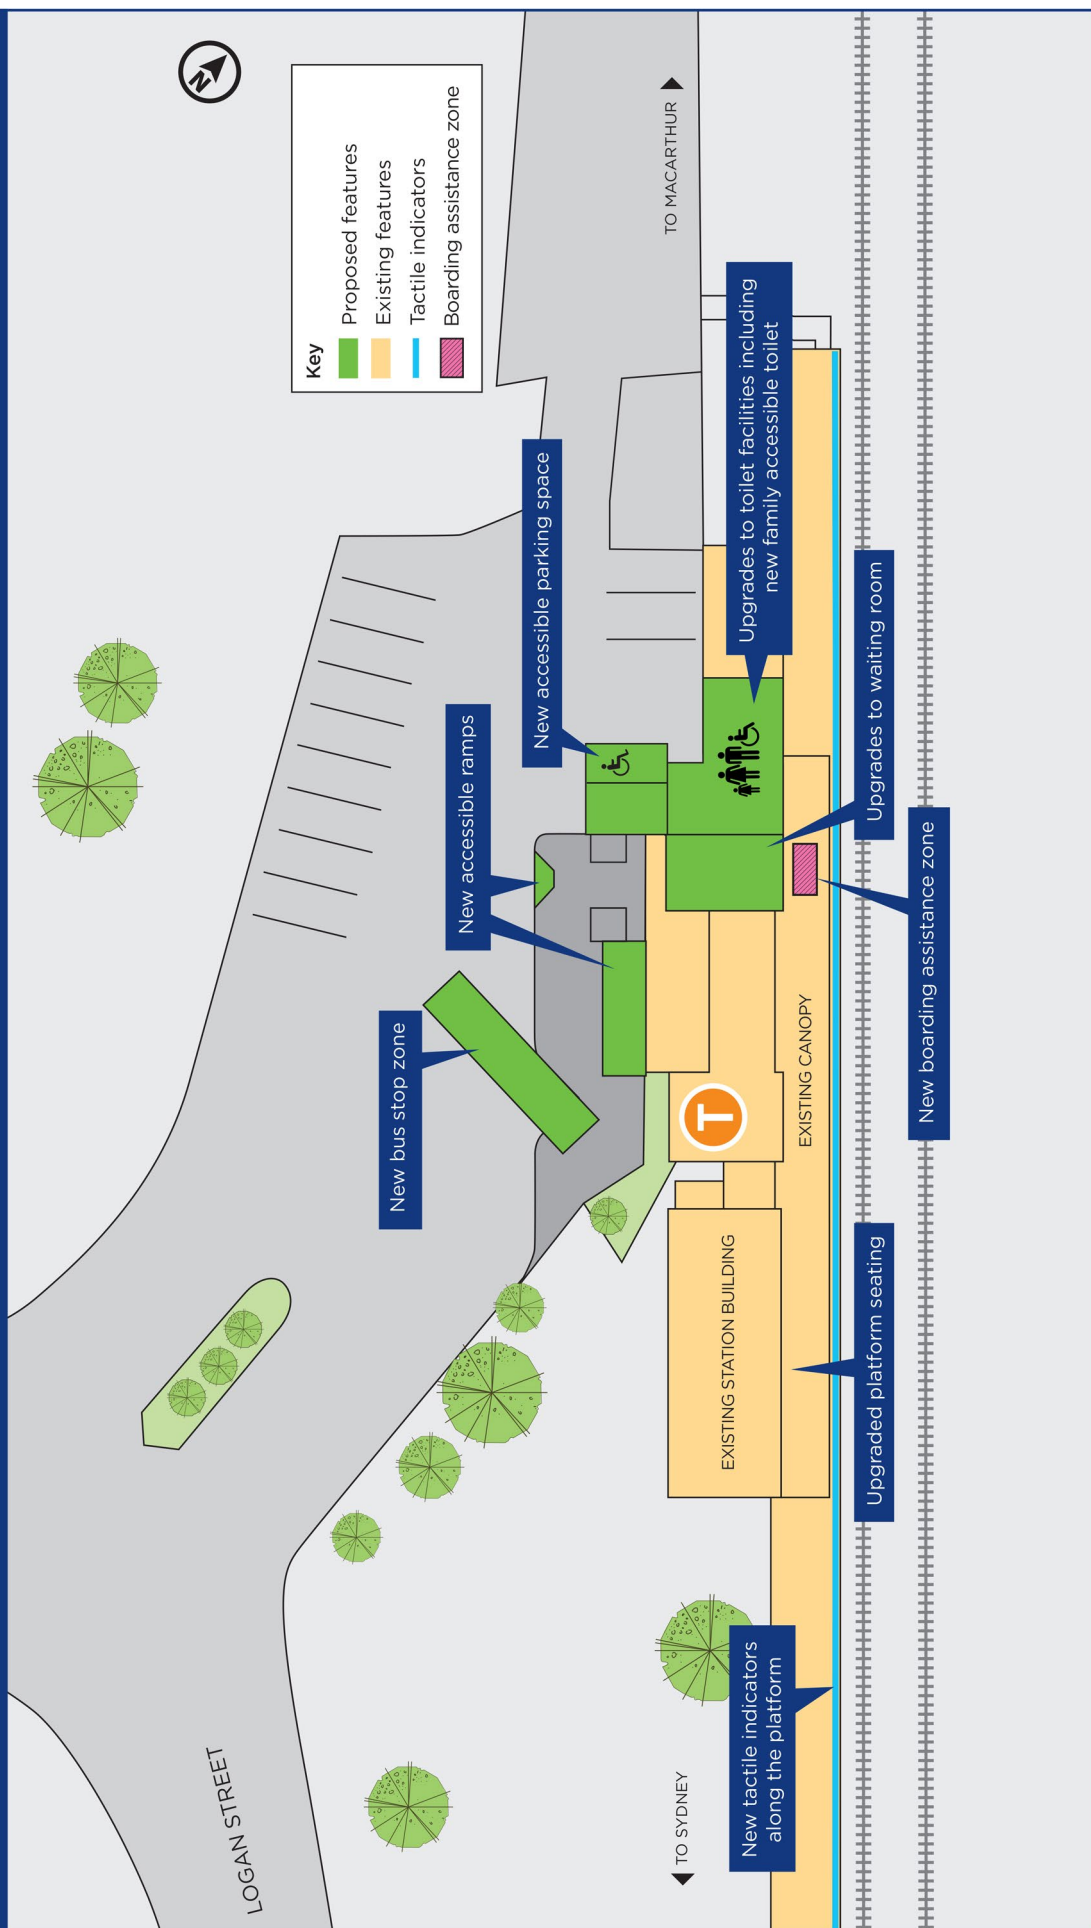 N
Key
Proposed features
Existing features
Tactile indicators
Boarding assistance zone
LOGAN STREET
New bus stop zone
New accessible ramps
New accessible parking space
TO SYDNEY
TO MACARTHUR
New tactile indicators
along the platform
EXISTING STATION BUILDING
T
Upgrades to toilet facilities including
new family accessible toilet
EXISTING CANOPY
Upgraded platform seating
Upgrades to waiting room
New boarding assistance zone